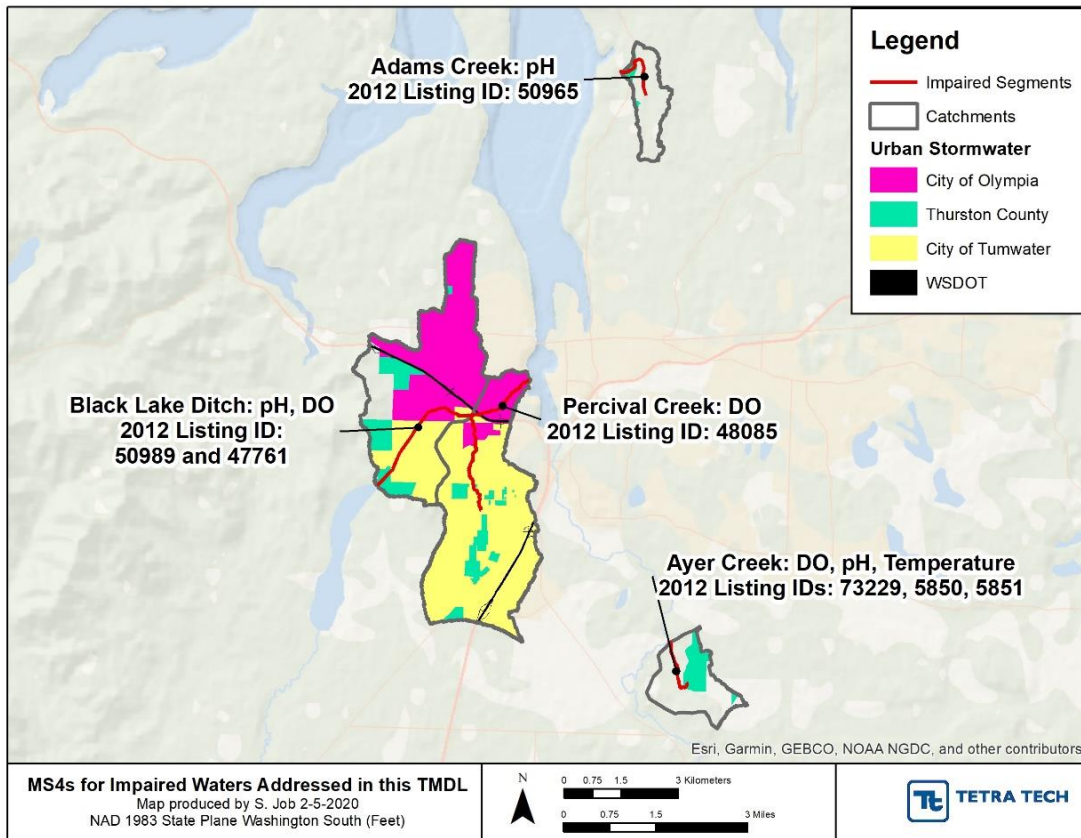 Adams Creek: pH
2012 Listing ID: 50965
Legend
Impaired Segments
Catchments
Urban Stormwater
City of Olympia
Thurston County
City of Tumwater
WSDOT
Black Lake Ditch: pH, DO
2012 Listing ID:
50989 and 47761
Percival Creek: DO
2012 Listing ID: 48085
Ayer Creek: DO, pH, Temperature
2012 Listing IDs: 73229, 5850, 5851
Esri, Garmin, GEBCO, NOAA NGDC, and other contributors
MS4s for Impaired Waters Addressed in this TMDL
Map produced by S. Job 2-5-2020
NAD 1983 State Plane Washington South (Feet)
N
0 0.75 1.5 3 Kilometers
0 0.75 1.5 3 Miles
Tt TETRA TECH